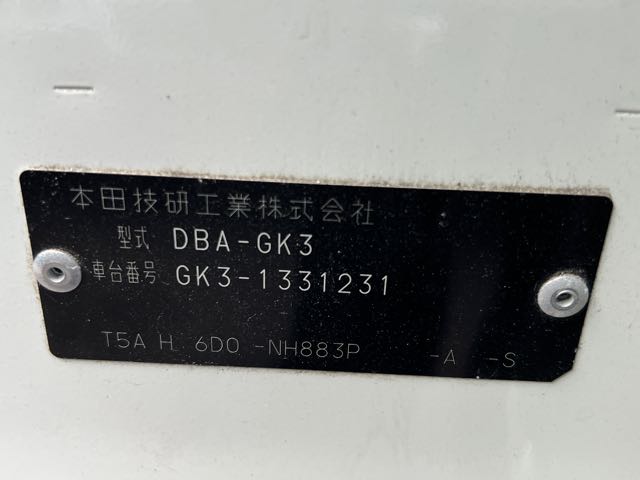 本田技研工業株式会社
型式 DBA-GK3
車台番号 GK3-1331231
T5A H 6D0 -NH883P -A -S